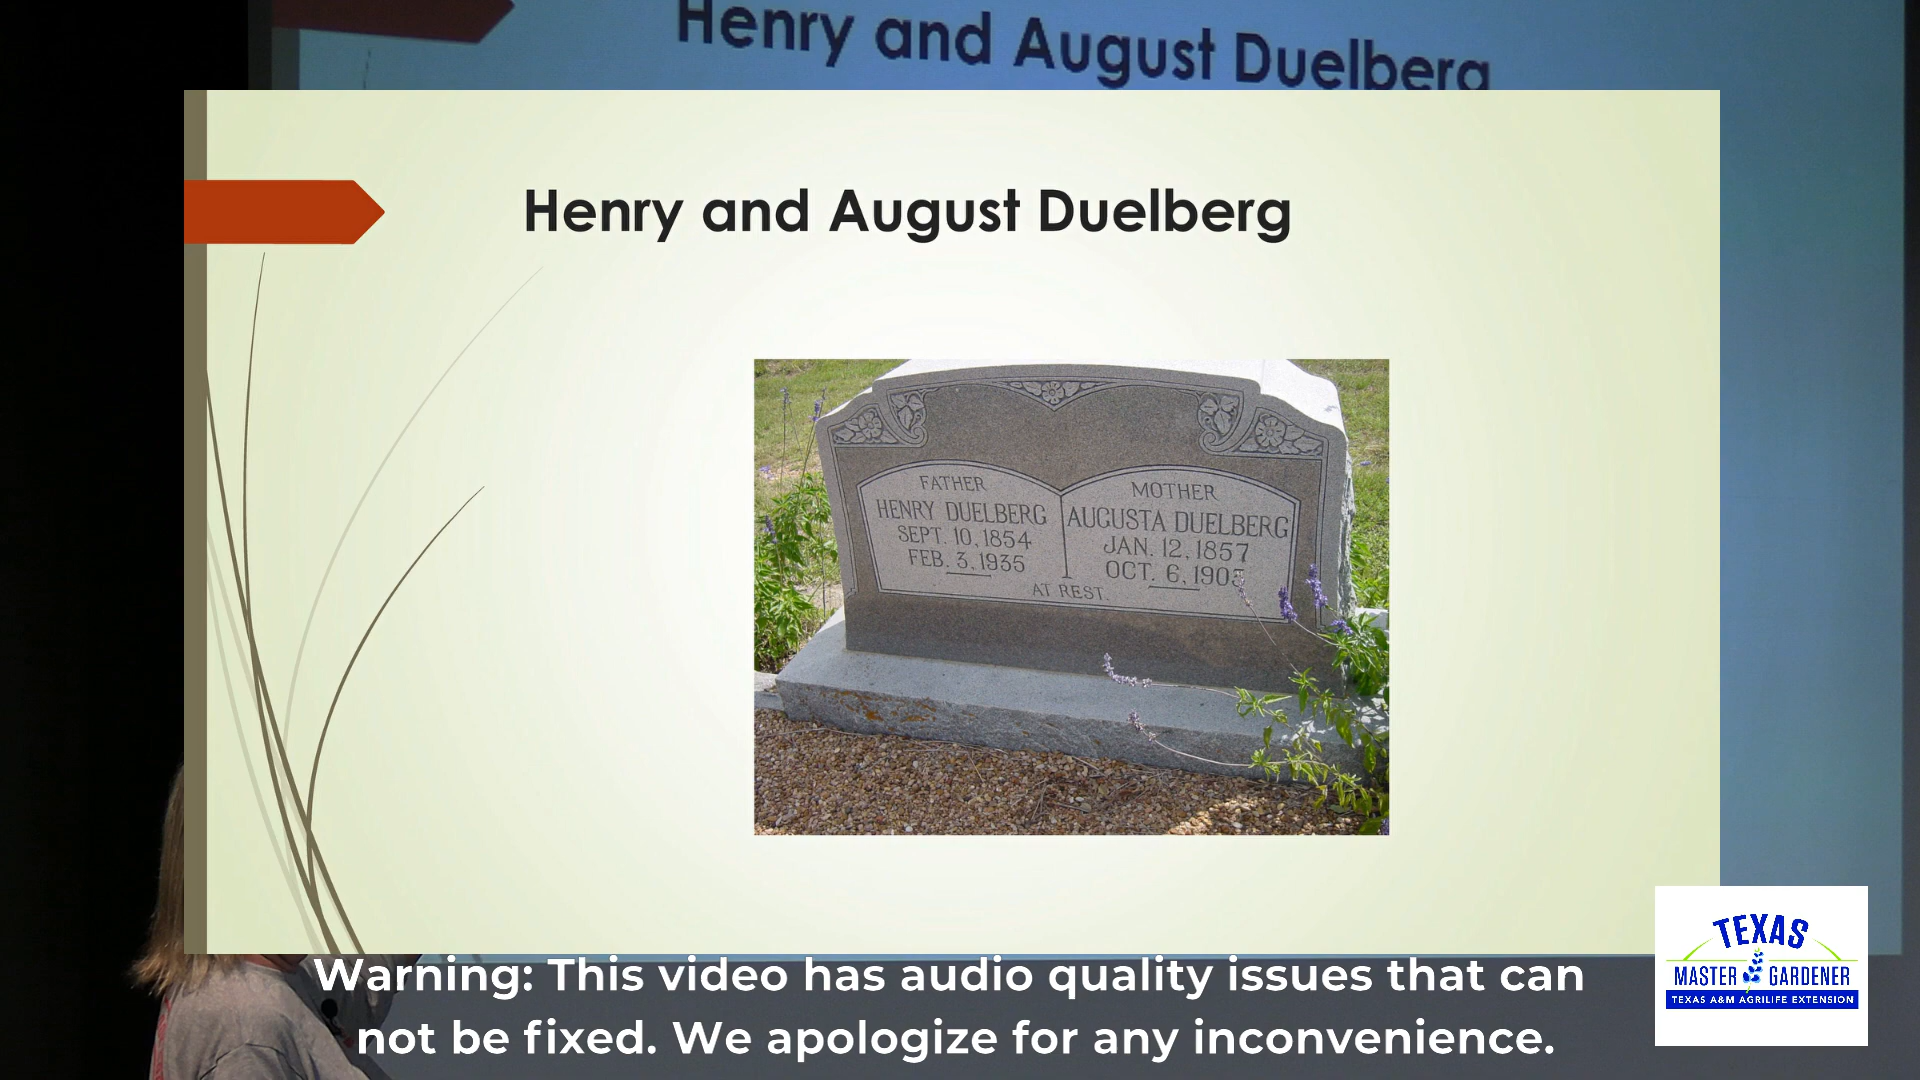 Henry and August Duelberg
Henry and August Duelberg
FATHER
HENRY DUELBERG
SEPT. 10, 1854
FEB. 3, 1935
MOTHER
AUGUSTA DUELBERG
JAN. 12, 1857
OCT. 6,
AT REST.
Warning: This video has audio quality issues that can
not be fixed. We apologize for any inconvenience.
TEXAS
MASTER GARDENER
TEXAS A&M AGRILIFE EXTENSION